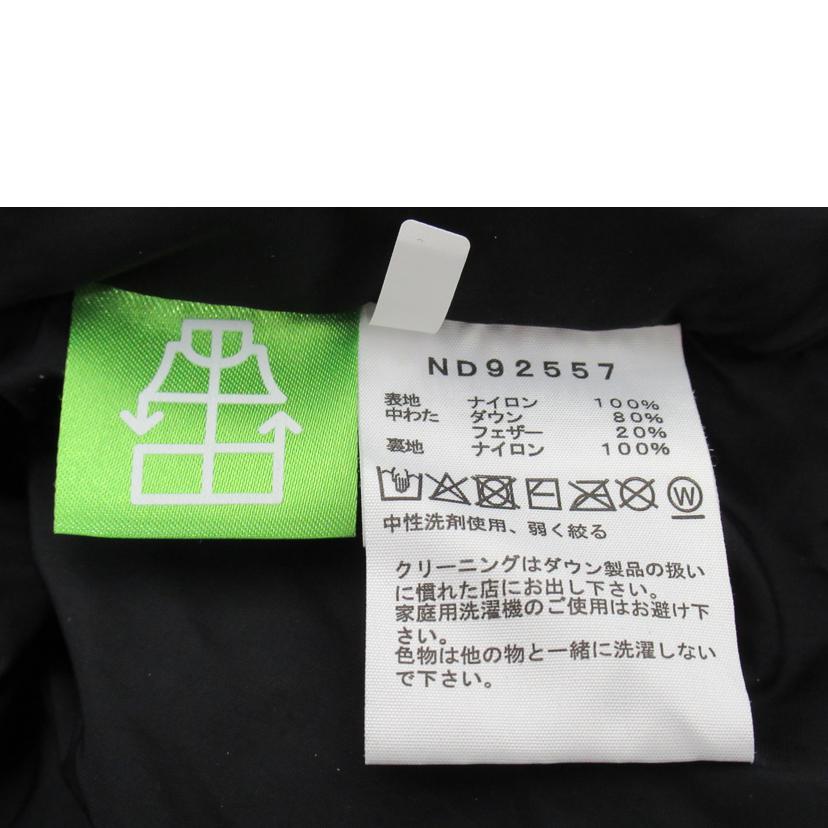 ND92557
表地 ナイロン 100%
中わた ダウン 80%
フェザー 20%
裏地 ナイロン 100%
W
中性洗剤使用、弱く絞る
クリーニングはダウン製品の扱い
に慣れた店にお出し下さい。
家庭用洗濯機のご使用はお避け下
さい。
色物は他の物と一緒に洗濯しない
で下さい。